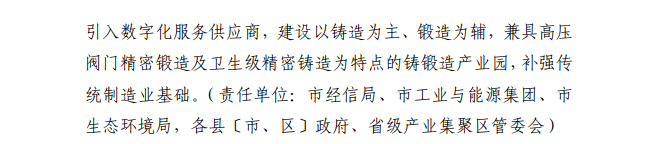 引入数字化服务供应商，建设以铸造为主、锻造为辅，兼具高压
阀门精密锻造及卫生级精密铸造为特点的铸锻造产业园，补强传
统制造业基础。（责任单位：市经信局、市工业与能源集团、市
生态环境局，各县〔市、区〕政府、省级产业集聚区管委会）